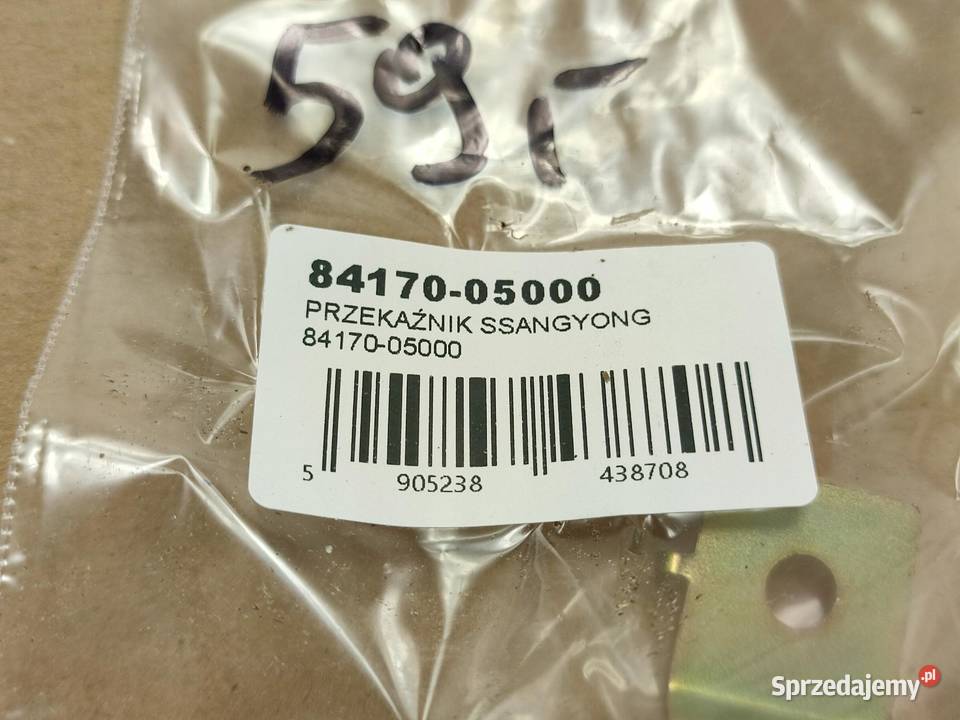 59,-
84170-05000
PRZEKAŹNIK SSANGYONG
84170-05000
5 905238 438708
Sprzedajemy.pl